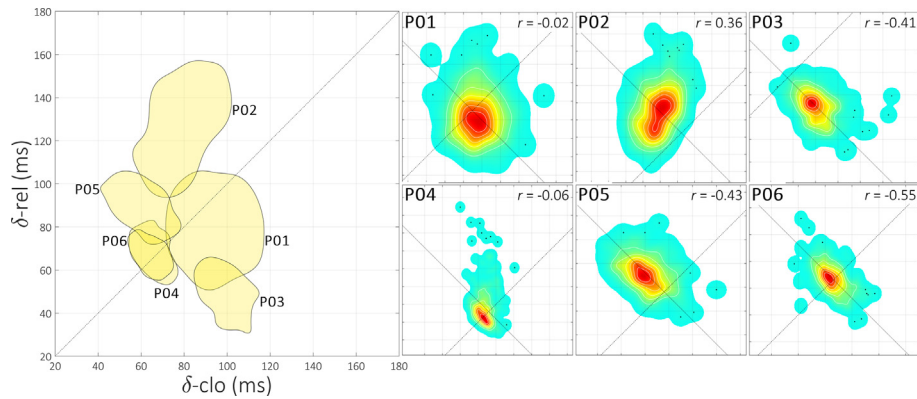 180
160
140
120
100
80
60
40
20
δ-rel (ms)
P02
P05
P06
P01
P04
P03
20 40 60 80 100 120 140 160 180
δ-clo (ms)
P01 r = -0.02
P02 r = 0.36
P03 r = -0.41
P04 r = -0.06
P05 r = -0.43
P06 r = -0.55